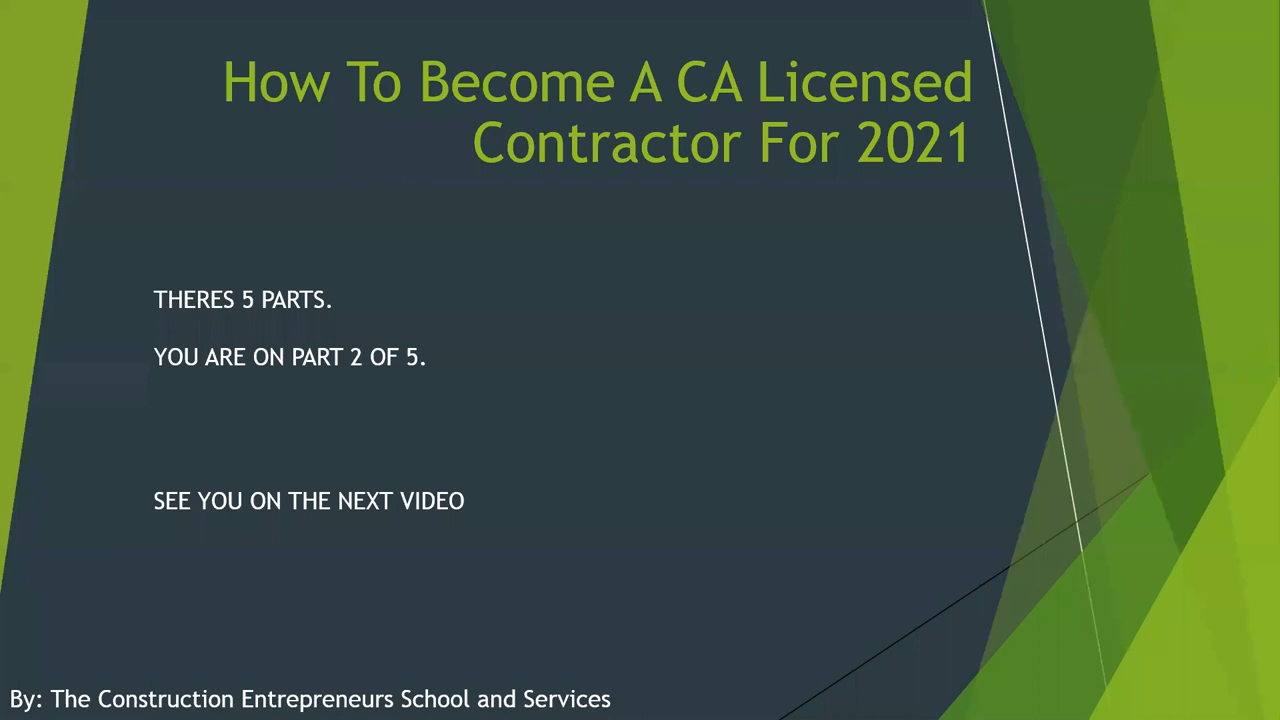 How To Become A CA Licensed
Contractor For 2021
THERES 5 PARTS.
YOU ARE ON PART 2 OF 5.
SEE YOU ON THE NEXT VIDEO
By: The Construction Entrepreneurs School and Services